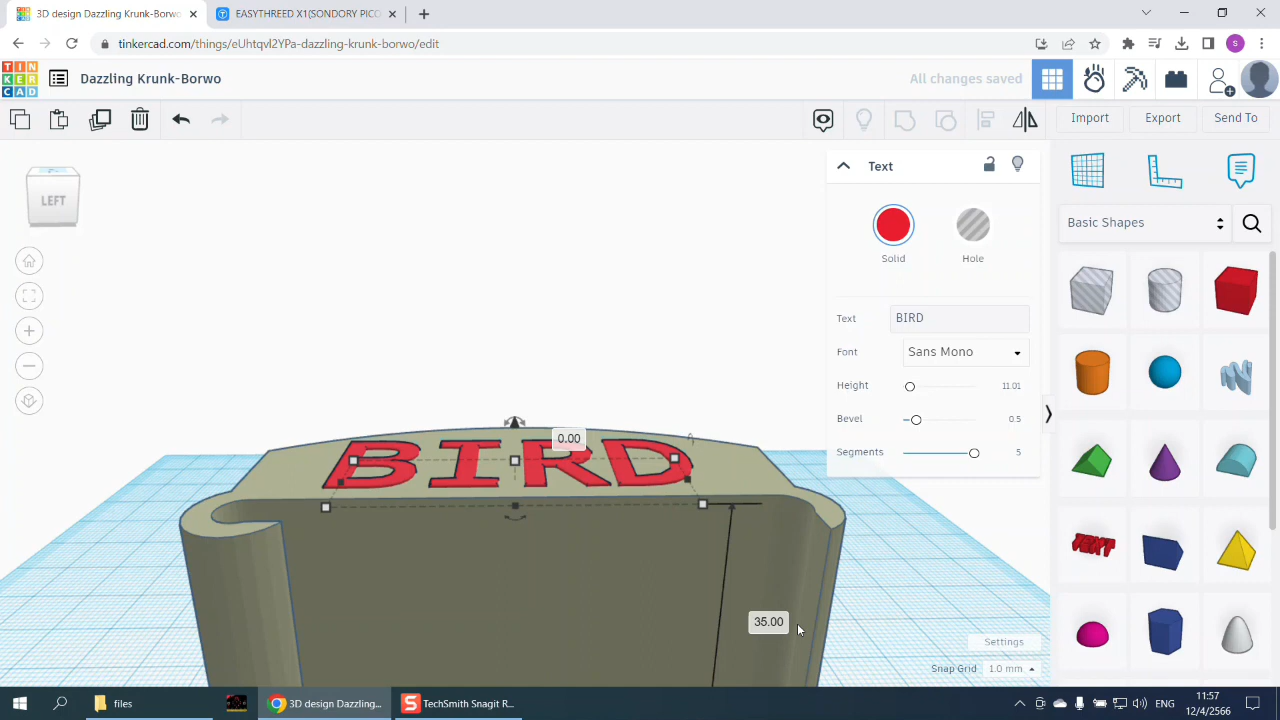 3D design Dazzling Krunk-Borwo
EASYTHREED X1(SONDORY PICO
tinkercad.com/things/eUhtqvl2YPa-dazzling-krunk-borwo/edit
S
TIN
KER
CAD
Dazzling Krunk-Borwo
All changes saved
Import
Export
Send To
LEFT
Text
Solid
Hole
Text
BIRD
Font
Sans Mono
Height
11.01
Bevel
0.5
Segments
5
Basic Shapes
TEXT
BIRD
0.00
35.00
Settings
Snap Grid
1.0 mm
files
3D design Dazzling...
S
TechSmith Snagit R...
11:57
12/4/2566